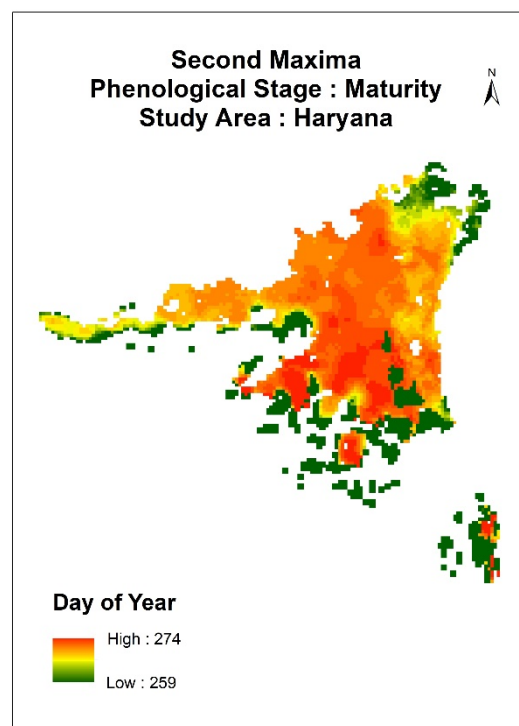 Second Maxima
Phenological Stage : Maturity
Study Area : Haryana
N
Day of Year
High : 274
Low : 259